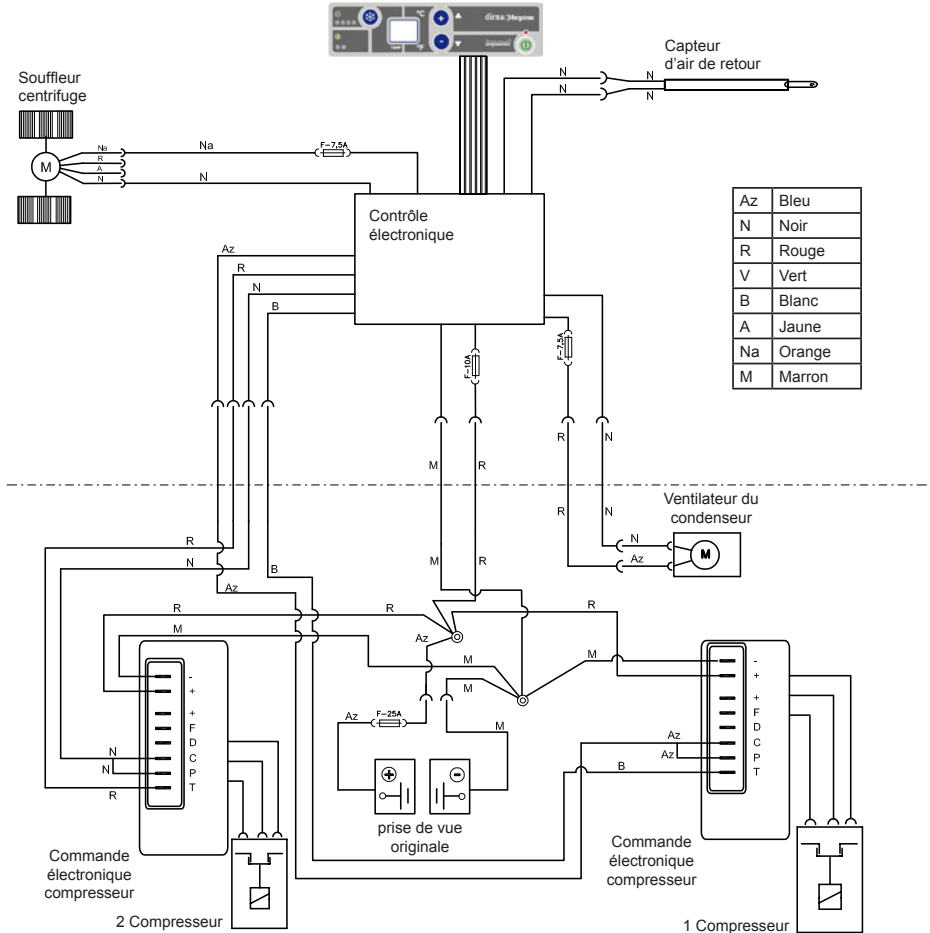 °C
°F
+
-
dirna Bergstrom
Capteur
d'air de retour
Souffleur
centrifuge
N
N
N
N
Na
R
A
N
M
Na
N
F-7,5A
Contrôle
électronique
Az
R
N
B
Az Bleu
N Noir
R Rouge
V Vert
B Blanc
A Jaune
Na Orange
M Marron
F-10A
F-7,5A
M
R
R
N
R
N
Ventilateur du
condenseur
N
Az
M
R
N
B
Az
M
R
R
M
R
Az
M
M
R
M
Az
F-25A
M
+
-
prise de vue
originale
-
+
+
F
D
C
P
T
N
N
R
Commande
électronique
compresseur
2 Compresseur
-
+
+
F
D
C
P
T
Az
Az
B
Commande
électronique
compresseur
1 Compresseur